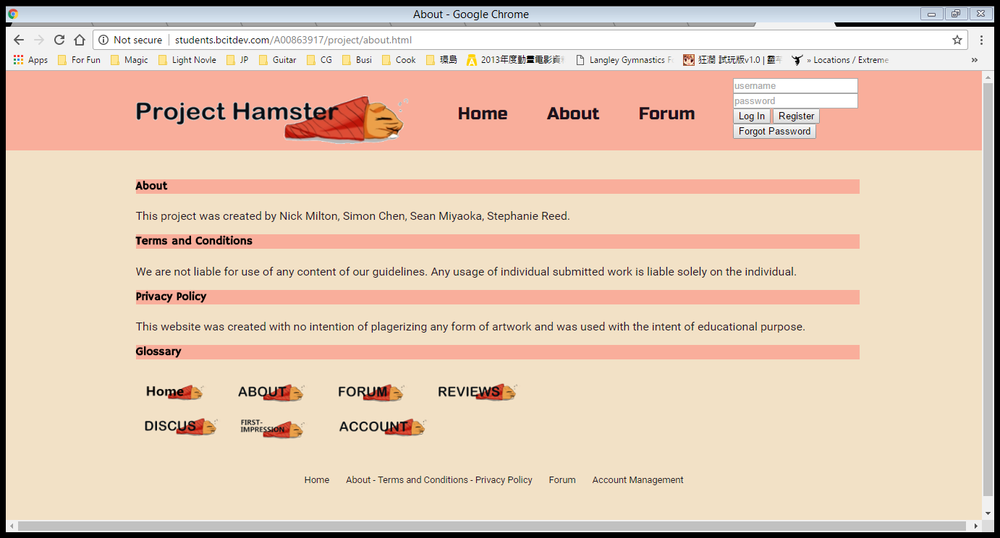 About - Google Chrome
Not secure students.bcitdev.com/A00863917/project/about.html
Apps For Fun Magic Light Novle JP Guitar CG Busi Cook 環島 2013年度動畫電影資 Langley Gymnastics 狂瀾 試玩版v1.0 | » Locations / Extreme »
Project Hamster Home About Forum
username
password
Log In Register
Forgot Password
About
This project was created by Nick Milton, Simon Chen, Sean Miyaoka, Stephanie Reed.
Terms and Conditions
We are not liable for use of any content of our guidelines. Any usage of individual submitted work is liable solely on the individual.
Privacy Policy
This website was created with no intention of plagerizing any form of artwork and was used with the intent of educational purpose.
Glossary
Home ABOUT FORUM REVIEWS
DISCUS FIRST-
IMPRESSION ACCOUNT
Home About - Terms and Conditions - Privacy Policy Forum Account Management